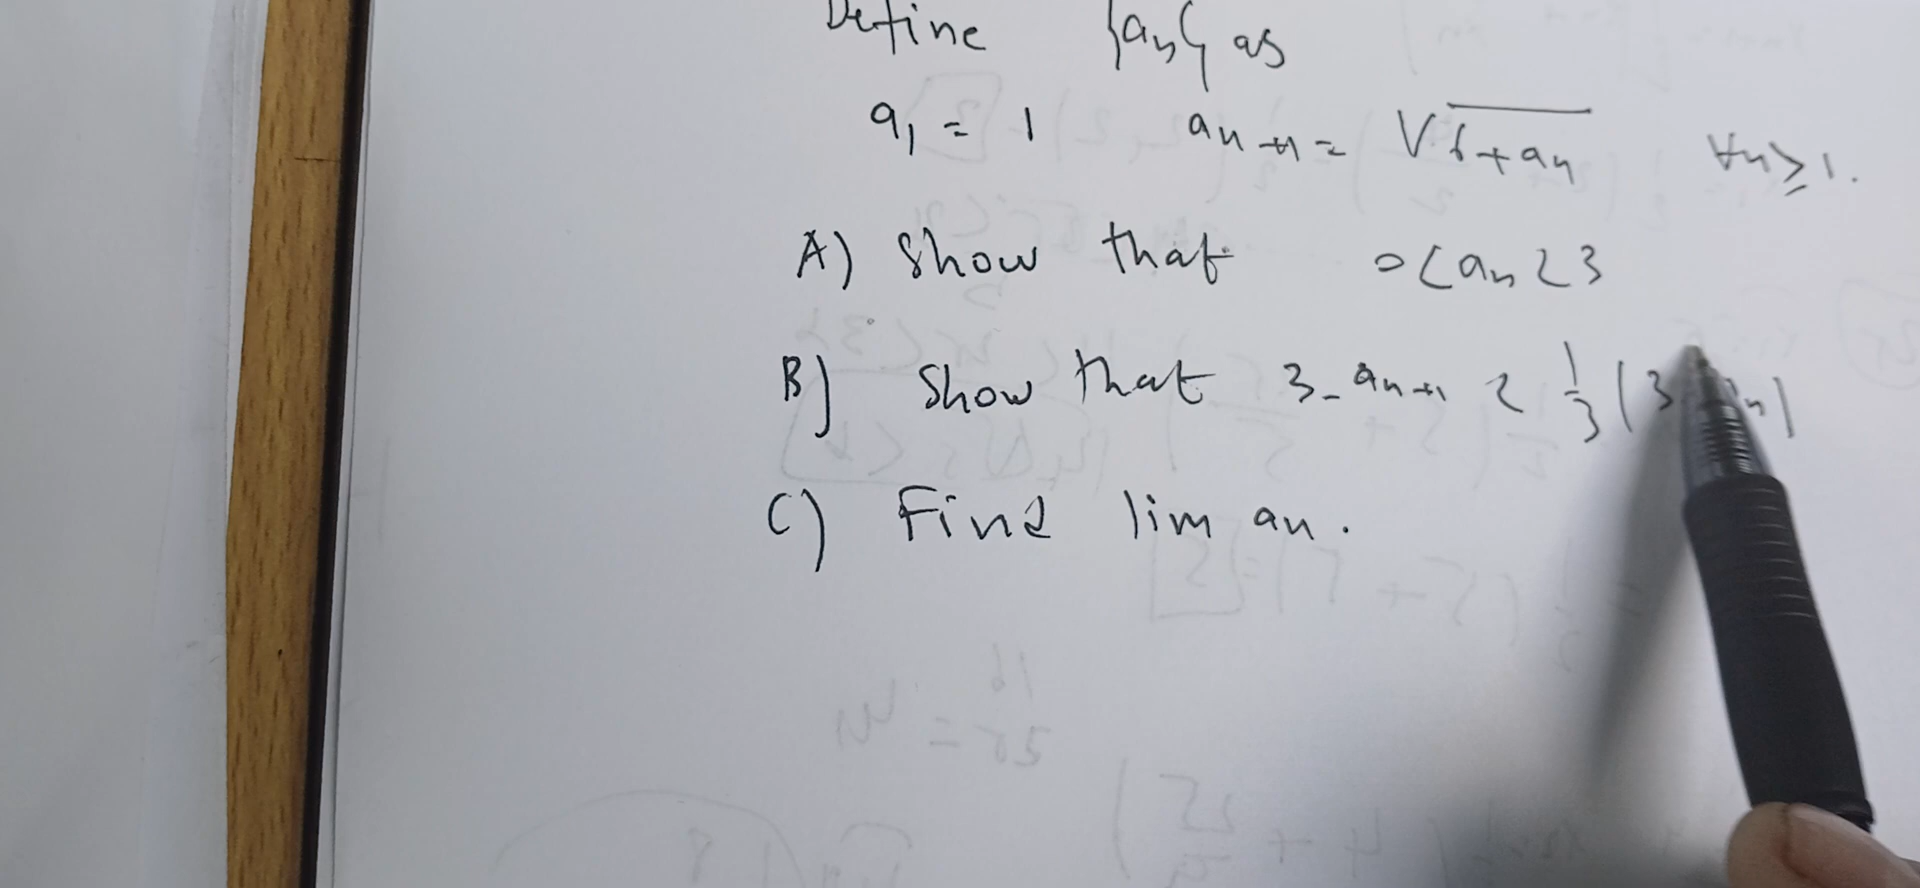 Define {an} as
a1 = 1 an+1 = √6+an ∀n≥1.
A) Show that 0<an<3
B) Show that 3-an+1 < 1/3 (3 n)
C) Find lim an.